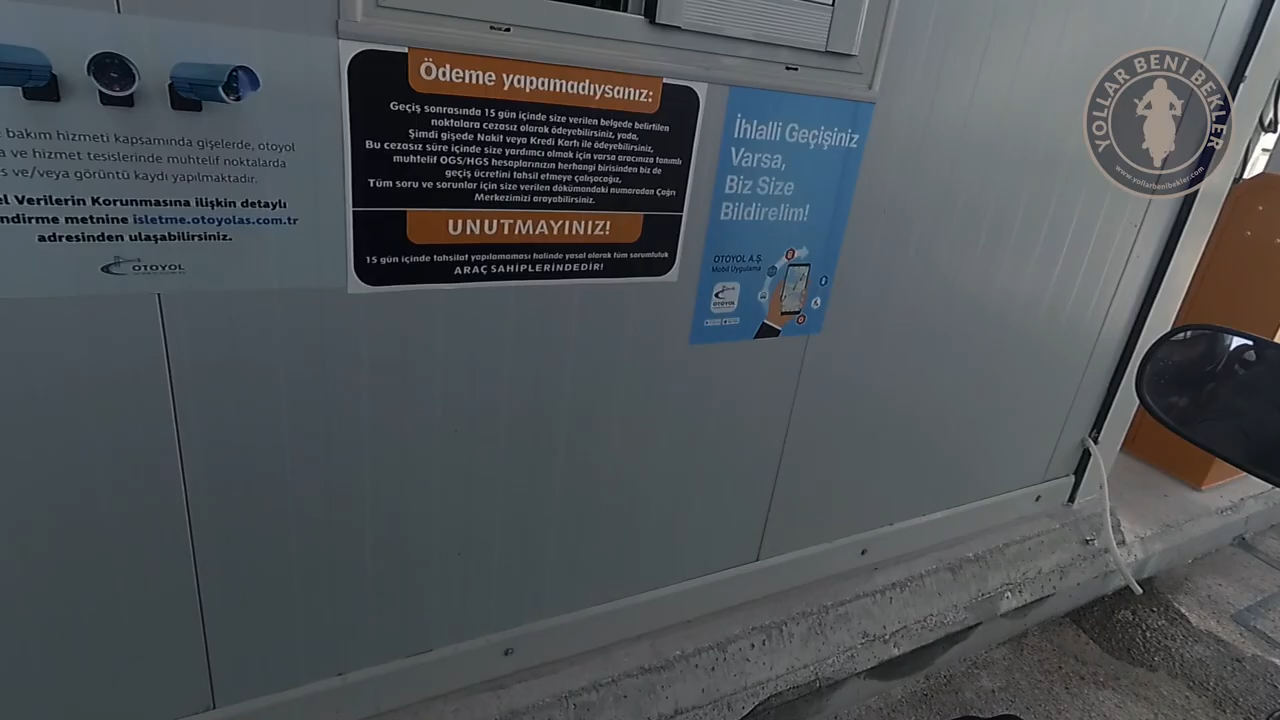 bakım hizmeti kapsamında gişelerde, otoyol
ve hizmet tesislerinde muhtelif noktalarda
ve/veya görüntü kaydı yapılmaktadır.
Verilerin Korunmasına ilişkin detaylı
metnine isletme.otoyolas.com.tr
adresinden ulaşabilirsiniz.
OTOYOL
Ödeme yapamadıysanız:
Geçiş sonrasında 15 gün içinde size verilen belgede belirtilen
noktalara cezasız olarak ödeyebilirsiniz, yada,
Şimdi gişede Nakit veya Kredi Kartı ile ödeyebilirsiniz,
Bu cezasız süre içinde size yardımcı olmak için varsa aracınıza tanımlı
muhtelif OGS/HGS hesaplarınızın herhangi birisinden biz de
geçiş ücretini tahsil etmeye çalışacağız,
Tüm soru ve sorunlar için size verilen dökümandaki numaradan Çağrı
Merkezimizi arayabilirsiniz.
UNUTMAYINIZ!
15 gün içinde tahsilat yapılamaması halinde yasal olarak tüm sorumluluk
ARAÇ SAHİPLERİNDEDİR!
İhlalli Geçişiniz
Varsa,
Biz Size
Bildirelim!
OTOYOL A.Ş.
Mobil Uygulama
OTOYOL
YOLLAR BENİ BEKLER
www.yollarbenibekler.com